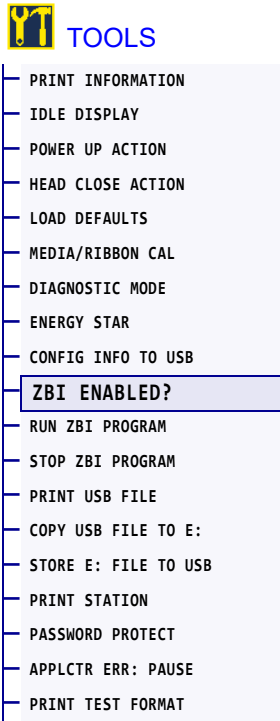 TOOLS
PRINT INFORMATION
IDLE DISPLAY
POWER UP ACTION
HEAD CLOSE ACTION
LOAD DEFAULTS
MEDIA/RIBBON CAL
DIAGNOSTIC MODE
ENERGY STAR
CONFIG INFO TO USB
ZBI ENABLED?
RUN ZBI PROGRAM
STOP ZBI PROGRAM
PRINT USB FILE
COPY USB FILE TO E:
STORE E: FILE TO USB
PRINT STATION
PASSWORD PROTECT
APPLCTR ERR: PAUSE
PRINT TEST FORMAT